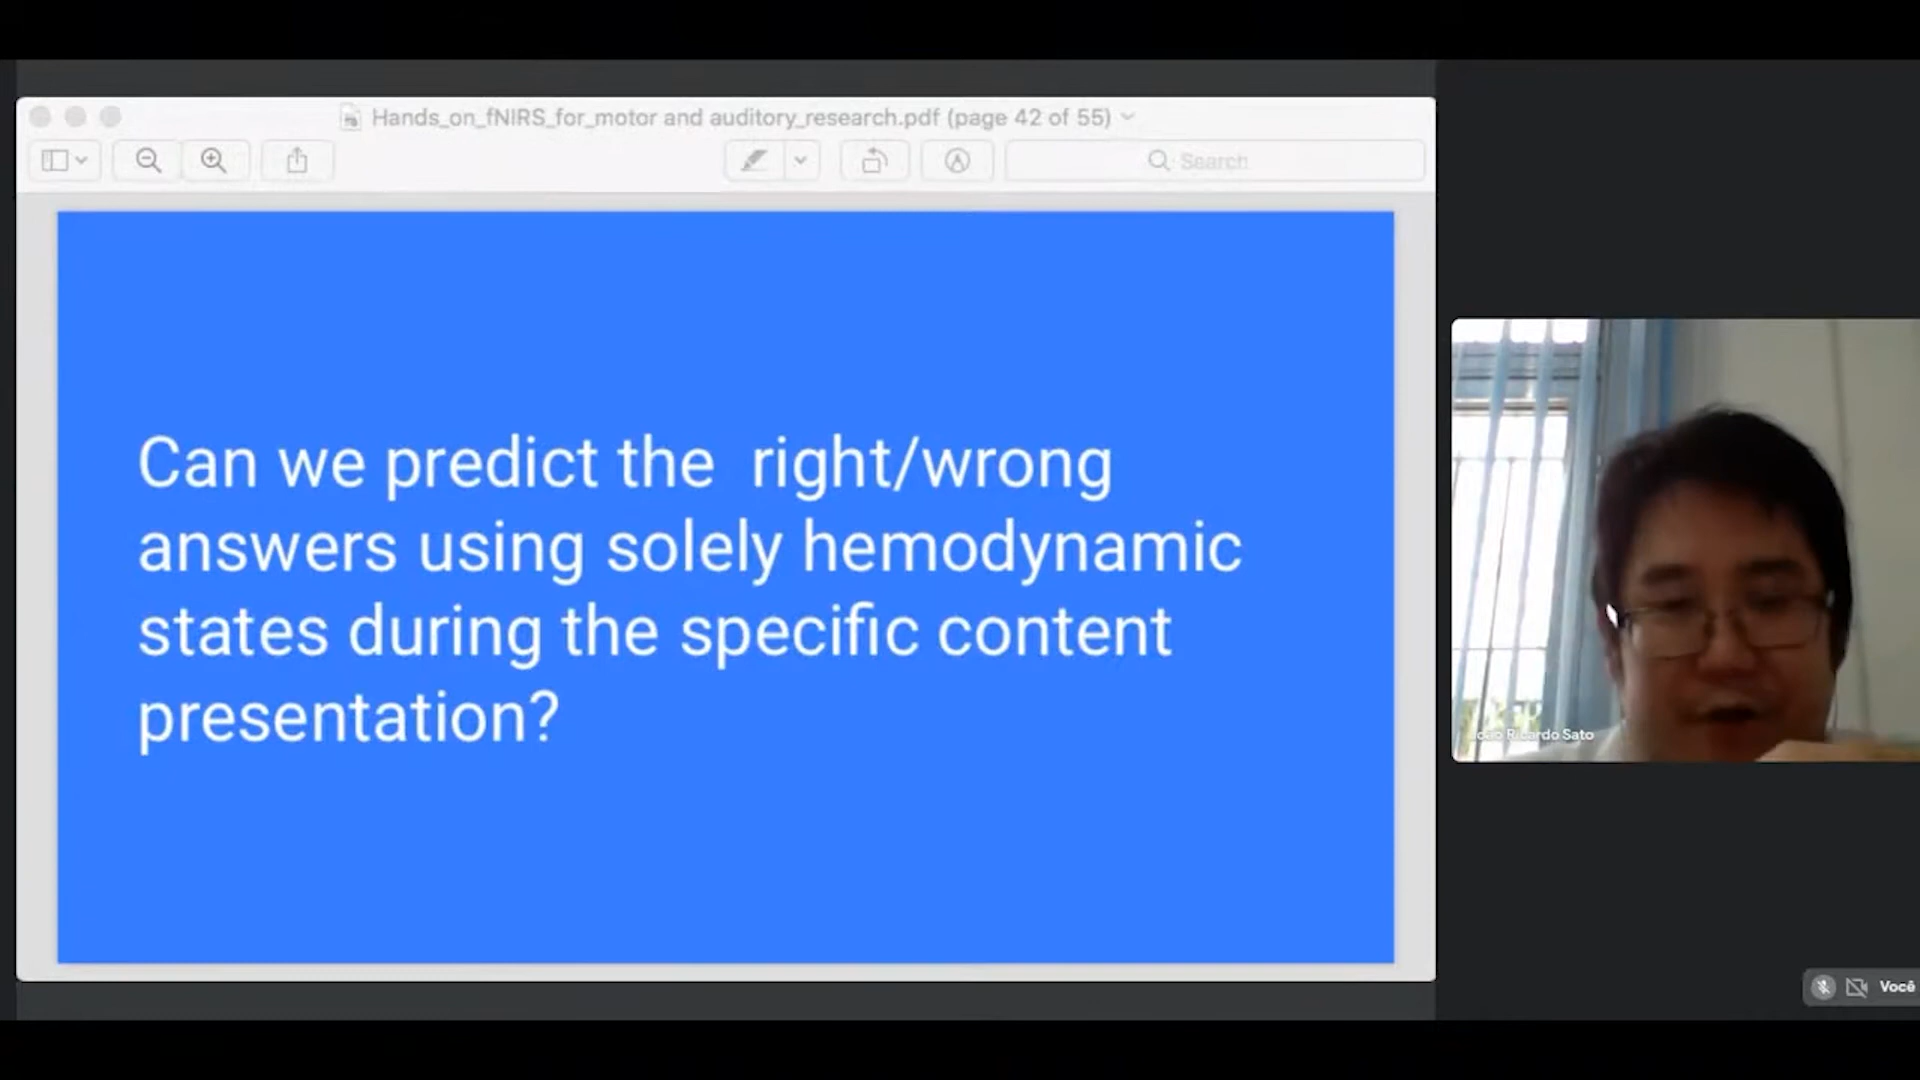 Hands_on_fNIRS_for_motor and auditory_research.pdf (page 42 of 55)
Search
Can we predict the  right/wrong
answers using solely hemodynamic
states during the specific content
presentation?
João Ricardo Sato
Você